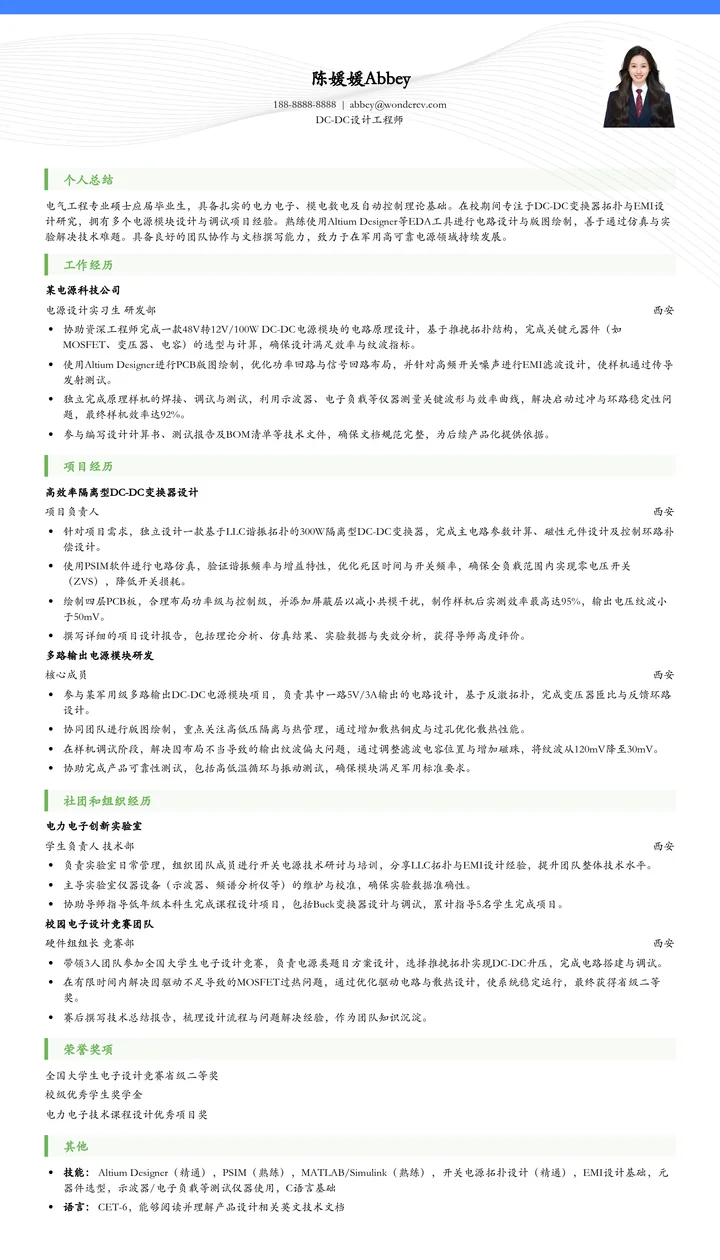 陈媛媛Abbey
188-8888-8888 | abbey@wondercv.com
DC-DC设计工程师
个人总结
电气工程专业硕士应届毕业生，具备扎实的电力电子、模电数电及自动控制理论基础。在校期间专注于DC-DC变换器拓扑与EMI设
计研究，拥有多个电源模块设计与调试项目经验。熟练使用Altium Designer等EDA工具进行电路设计与版图绘制，善于通过仿真与实
验解决技术难题。具备良好的团队协作与文档撰写能力，致力于在军用高可靠电源领域持续发展。
工作经历
某电源科技公司
电源设计实习生 研发部 西安
• 协助资深工程师完成一款48V转12V/100W DC-DC电源模块的电路原理设计，基于推挽拓扑结构，完成关键元器件（如
MOSFET、变压器、电容）的选型与计算，确保设计满足效率与纹波指标。
• 使用Altium Designer进行PCB版图绘制，优化功率回路与信号回路布局，并针对高频开关噪声进行EMI滤波设计，使样机通过传导
发射测试。
• 独立完成原理样机的焊接、调试与测试，利用示波器、电子负载等仪器测量关键波形与效率曲线，解决启动过冲与环路稳定性问
题，最终样机效率达92%。
• 参与编写设计计算书、测试报告及BOM清单等技术文件，确保文档规范完整，为后续产品化提供依据。
项目经历
高效率隔离型DC-DC变换器设计
项目负责人 西安
• 针对项目需求，独立设计一款基于LLC谐振拓扑的300W隔离型DC-DC变换器，完成主电路参数计算、磁性元件设计及控制环路补
偿设计。
• 使用PSIM软件进行电路仿真，验证谐振频率与增益特性，优化死区时间与开关频率，确保全负载范围内实现零电压开关
（ZVS），降低开关损耗。
• 绘制四层PCB板，合理布局功率级与控制级，并添加屏蔽层以减小共模干扰，制作样机后实测效率最高达95%，输出电压纹波小
于50mV。
• 撰写详细的项目设计报告，包括理论分析、仿真结果、实验数据与失效分析，获得导师高度评价。
多路输出电源模块研发
核心成员 西安
• 参与某军用级多路输出DC-DC电源模块项目，负责其中一路5V/3A输出的电路设计，基于反激拓扑，完成变压器匝比与反馈环路
设计。
• 协同团队进行版图绘制，重点关注高低压隔离与热管理，通过增加散热铜皮与过孔优化散热性能。
• 在样机调试阶段，解决因布局不当导致的输出纹波偏大问题，通过调整滤波电容位置与增加磁珠，将纹波从120mV降至30mV。
• 协助完成产品可靠性测试，包括高低温循环与振动测试，确保模块满足军用标准要求。
社团和组织经历
电力电子创新实验室
学生负责人 技术部 西安
• 负责实验室日常管理，组织团队成员进行开关电源技术研讨与培训，分享LLC拓扑与EMI设计经验，提升团队整体技术水平。
• 主导实验室仪器设备（示波器、频谱分析仪等）的维护与校准，确保实验数据准确性。
• 协助导师指导低年级本科生完成课程设计项目，包括Buck变换器设计与调试，累计指导5名学生完成项目。
校园电子设计竞赛团队
硬件组组长 竞赛部 西安
• 带领3人团队参加全国大学生电子设计竞赛，负责电源类题目方案设计，选择推挽拓扑实现DC-DC升压，完成电路搭建与调试。
• 在有限时间内解决因驱动不足导致的MOSFET过热问题，通过优化驱动电路与散热设计，使系统稳定运行，最终获得省级二等
奖。
• 赛后撰写技术总结报告，梳理设计流程与问题解决经验，作为团队知识沉淀。
荣誉奖项
全国大学生电子设计竞赛省级二等奖
校级优秀学生奖学金
电力电子技术课程设计优秀项目奖
其他
• 技能： Altium Designer（精通）, PSIM（熟练）, MATLAB/Simulink（熟练）, 开关电源拓扑设计（精通）, EMI设计基础，元
器件选型，示波器/电子负载等测试仪器使用，C语言基础
• 语言： CET-6，能够阅读并理解产品设计相关英文技术文档